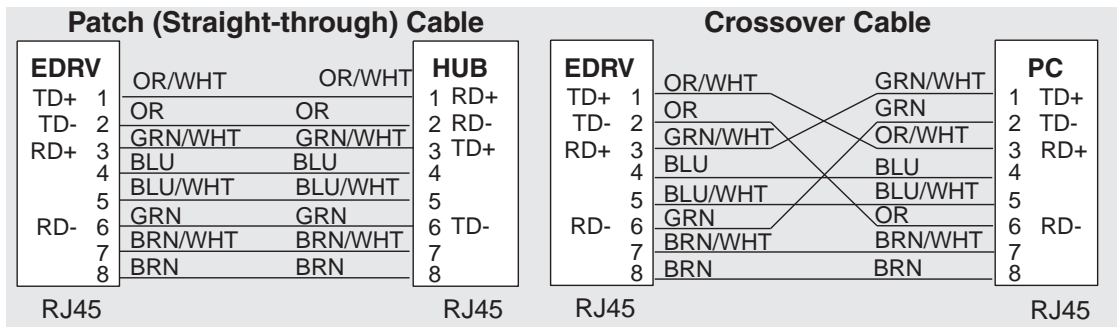 Patch (Straight-through) Cable
EDRV HUB
OR/WHT OR/WHT
TD+ 1 1 RD+
OR OR
TD- 2 2 RD-
GRN/WHT GRN/WHT
RD+ 3 3 TD+
BLU BLU
4 4
BLU/WHT BLU/WHT
5 5
GRN GRN
RD- 6 6 TD-
BRN/WHT BRN/WHT
7 7
BRN BRN
8 8
RJ45 RJ45
Crossover Cable
EDRV PC
OR/WHT GRN/WHT
TD+ 1 1 TD+
OR GRN
TD- 2 2 TD-
GRN/WHT OR/WHT
RD+ 3 3 RD+
BLU BLU
4 4
BLU/WHT BLU/WHT
5 5
GRN OR
RD- 6 6 RD-
BRN/WHT BRN/WHT
7 7
BRN BRN
8 8
RJ45 RJ45